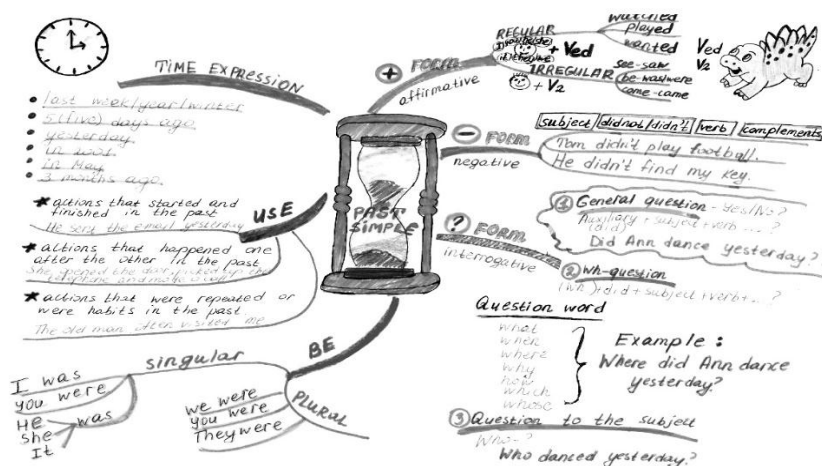 TIME EXPRESSION
last week/year/winter
5 (five) days ago
yesterday
in 2001
in May
3 months ago
USE
actions that started and
finished in the past
He sent the email yesterday
actions that happened one
after the other in the past
She opened the door, picked up the
telephone and made a call
actions that were repeated or
were habits in the past
The old man often visited me
PAST
SIMPLE
BE
singular
I was
you were
He
She was
It
PLURAL
we were
you were
They were
+ FORM
affirmative
REGULAR
+ Ved
watched
played
wanted
IRREGULAR
+ V2
see-saw
be-was/were
come-came
Ved
V2
- FORM
negative
subject did not/didn't verb complements
Tom didn't play football.
He didn't find my key.
? FORM
interrogative
1 General question - Yes/No?
Auxiliary + subject + verb ... ?
(did)
Did Ann dance yesterday?
2 Wh-question
(Wh) + did + subject + verb + ... ?
Question word
what
when
where
why
how
which
whose
Example:
Where did Ann dance
yesterday?
3 Question to the subject
Who - ?
Who danced yesterday?